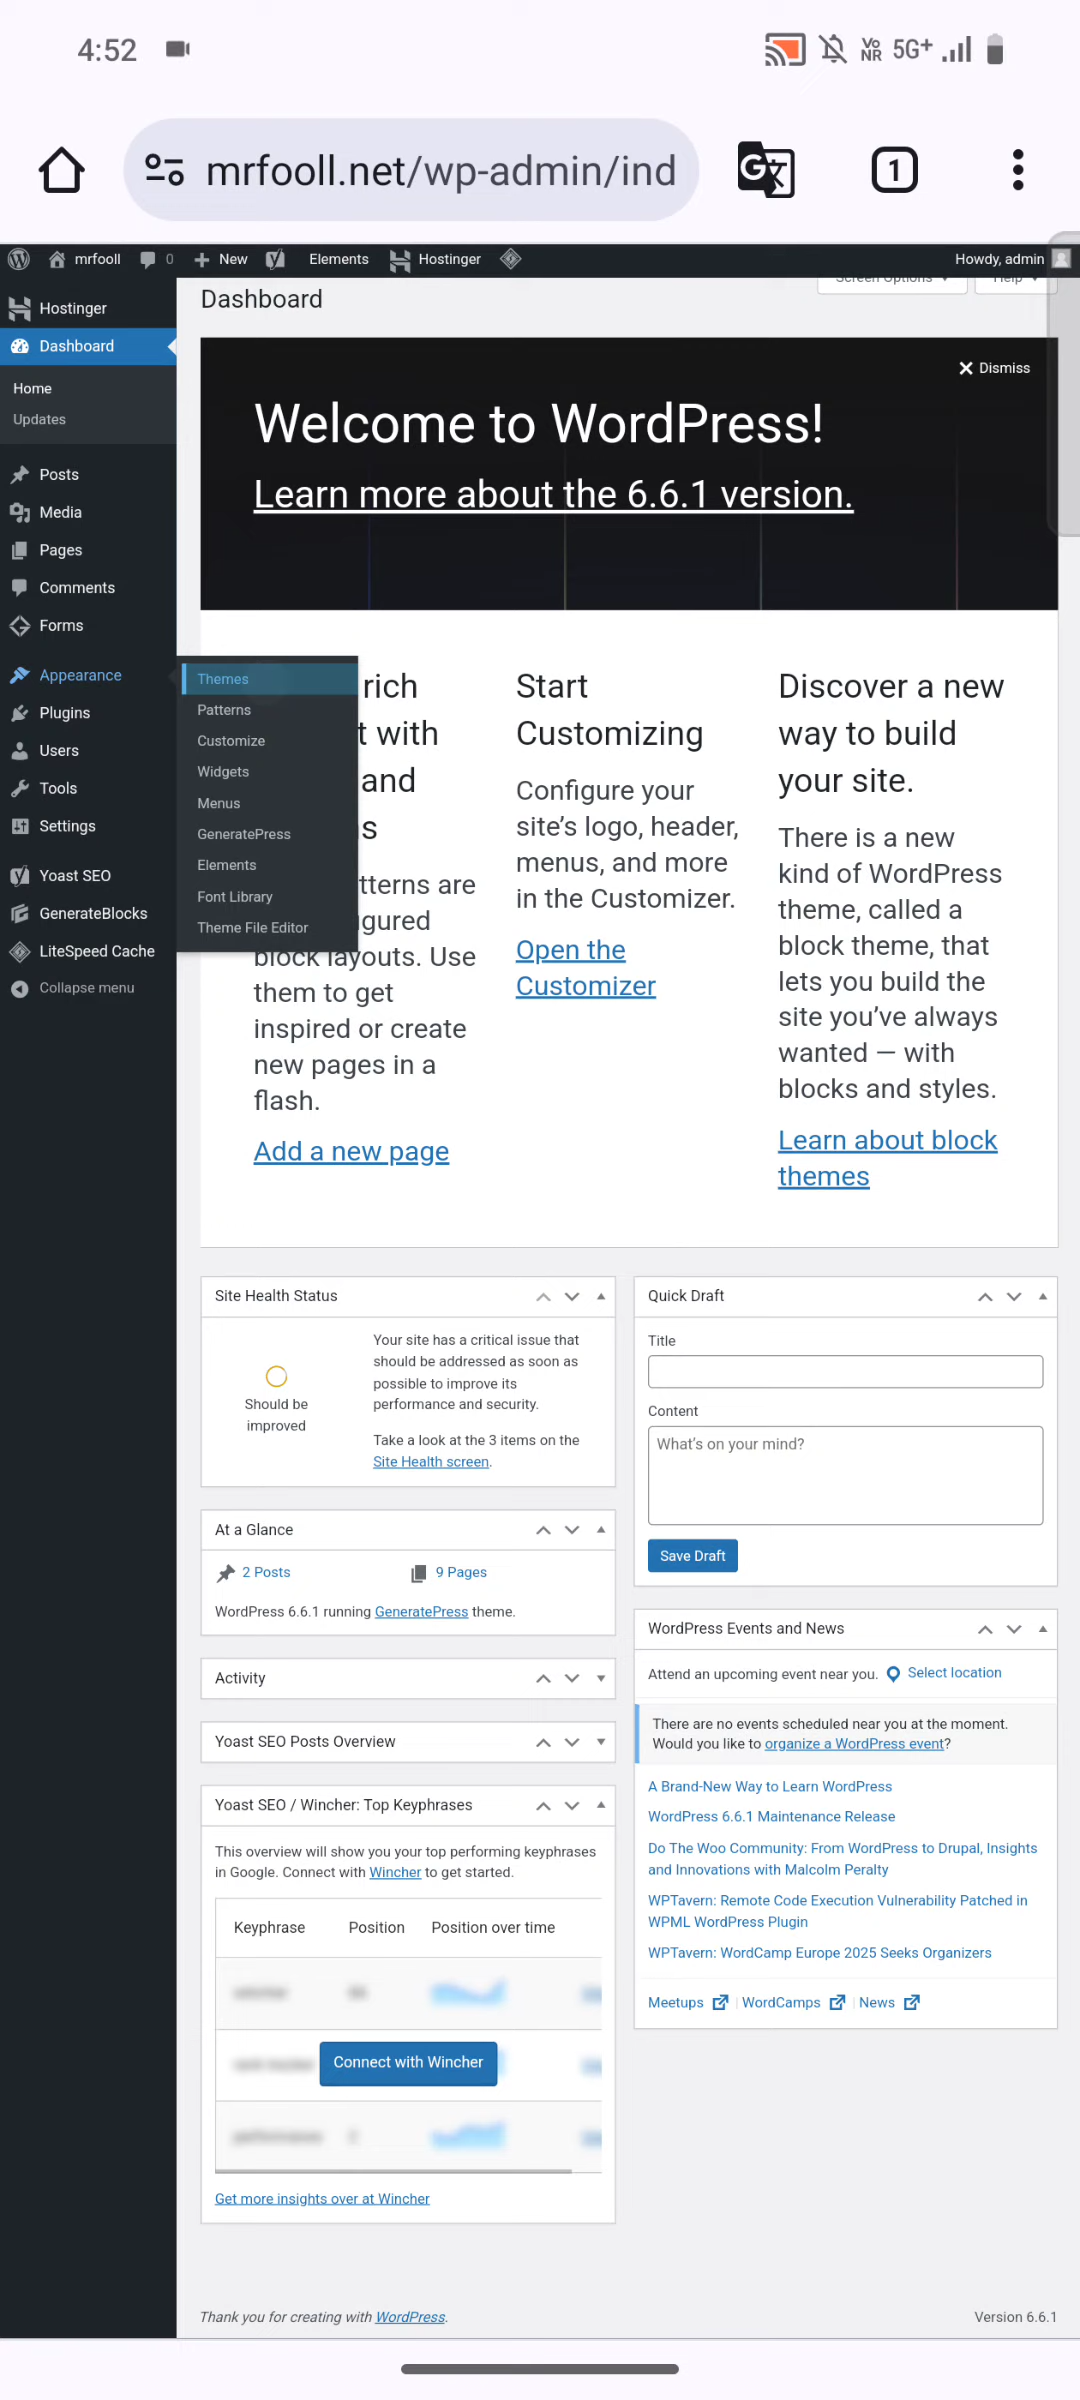 4:52
Vo NR 5G+
mrfooll.net/wp-admin/ind
1
mrfooll 0 New Elements Hostinger Howdy, admin
Hostinger
Dashboard
Home
Updates
Posts
Media
Pages
Comments
Forms
Appearance
Plugins
Users
Tools
Settings
Yoast SEO
GenerateBlocks
LiteSpeed Cache
Collapse menu
Themes
Patterns
Customize
Widgets
Menus
GeneratePress
Elements
Font Library
Theme File Editor
Screen Options Help
Dashboard
Dismiss
Welcome to WordPress!
Learn more about the 6.6.1 version.
rich
t with
and
s
tterns are
igured
block layouts. Use
them to get
inspired or create
new pages in a
flash.
Add a new page
Start
Customizing
Configure your
site’s logo, header,
menus, and more
in the Customizer.
Open the
Customizer
Discover a new
way to build
your site.
There is a new
kind of WordPress
theme, called a
block theme, that
lets you build the
site you’ve always
wanted — with
blocks and styles.
Learn about block
themes
Site Health Status
Should be
improved
Your site has a critical issue that
should be addressed as soon as
possible to improve its
performance and security.
Take a look at the 3 items on the
Site Health screen.
At a Glance
2 Posts
9 Pages
WordPress 6.6.1 running GeneratePress theme.
Activity
Yoast SEO Posts Overview
Yoast SEO / Wincher: Top Keyphrases
This overview will show you your top performing keyphrases
in Google. Connect with Wincher to get started.
Keyphrase Position Position over time
Connect with Wincher
Get more insights over at Wincher
Quick Draft
Title
Content
What’s on your mind?
Save Draft
WordPress Events and News
Attend an upcoming event near you. Select location
There are no events scheduled near you at the moment.
Would you like to organize a WordPress event?
A Brand-New Way to Learn WordPress
WordPress 6.6.1 Maintenance Release
Do The Woo Community: From WordPress to Drupal, Insights
and Innovations with Malcolm Peralty
WPTavern: Remote Code Execution Vulnerability Patched in
WPML WordPress Plugin
WPTavern: WordCamp Europe 2025 Seeks Organizers
Meetups | WordCamps | News
Thank you for creating with WordPress.
Version 6.6.1